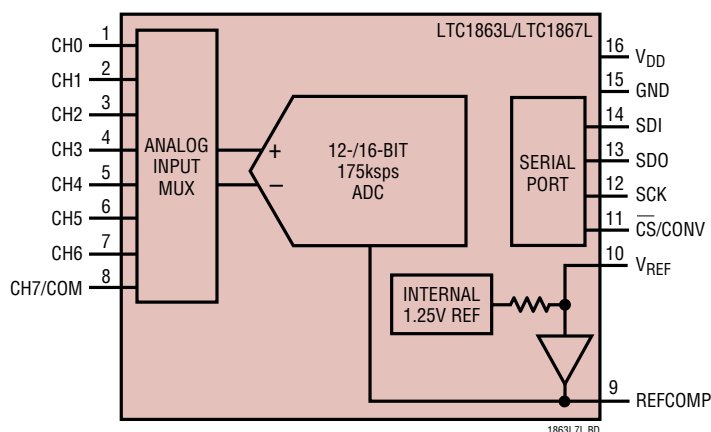 LTC1863L/LTC1867L
CH0 1
CH1 2
CH2 3
CH3 4
CH4 5
CH5 6
CH6 7
CH7/COM 8
ANALOG
INPUT
MUX
+
−
12-/16-BIT
175ksps
ADC
SERIAL
PORT
INTERNAL
1.25V REF
16 VDD
15 GND
14 SDI
13 SDO
12 SCK
11 C̅S̅/CONV
10 VREF
9 REFCOMP
1863L7L BD